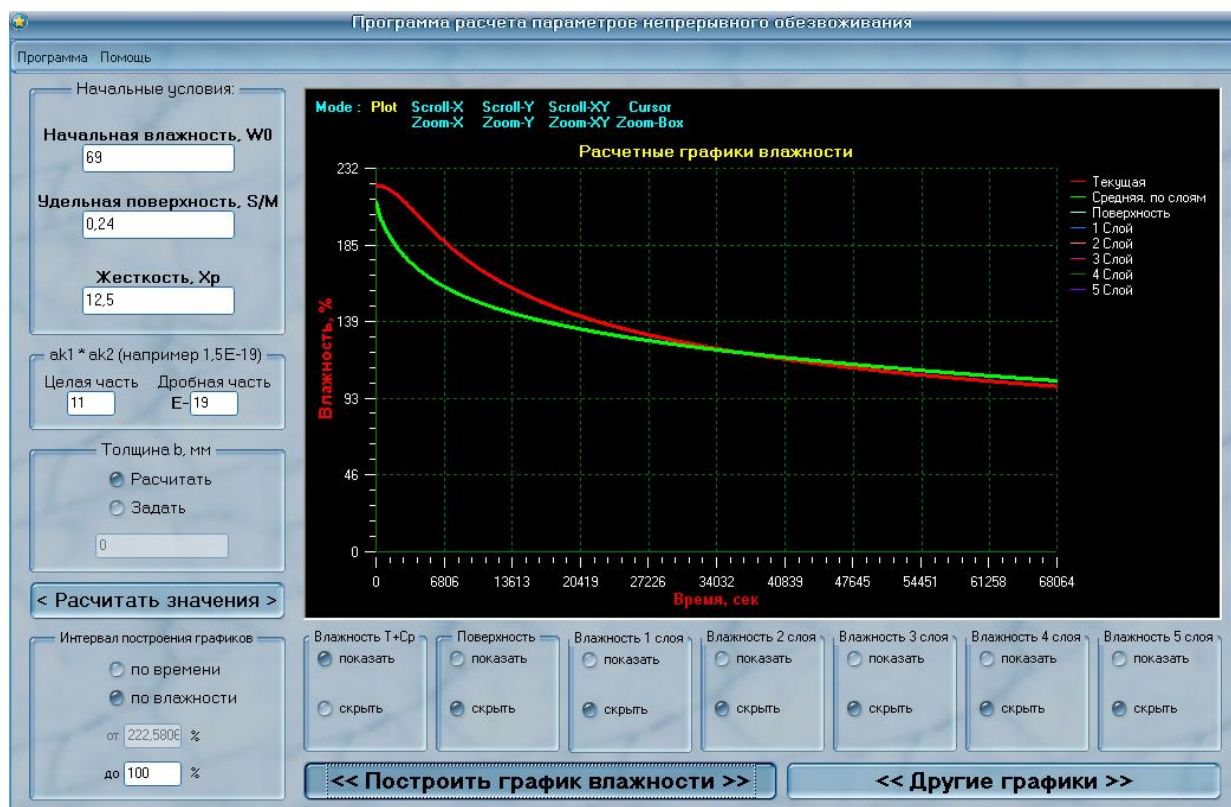 Программа расчета параметров непрерывного обезвоживания
Программа Помощь
Начальные условия:
Начальная влажность, W0
69
Удельная поверхность, S/M
0,24
Жесткость, Xp
12,5
ak1 * ak2 (например 1,5E-19)
Целая часть Дробная часть
11 E- 19
Толщина b, мм
Расчитать
Задать
0
< Расчитать значения >
Интервал построения графиков
по времени
по влажности
от 222,5806 %
до 100 %
Mode : Plot Scroll-X Scroll-Y Scroll-XY Cursor
Zoom-X Zoom-Y Zoom-XY Zoom-Box
Расчетные графики влажности
232
185
139
93
46
0
Влажность, %
0 6806 13613 20419 27226 34032 40839 47645 54451 61258 68064
Время, сек
Текущая
Средняя. по слоям
Поверхность
1 Слой
2 Слой
3 Слой
4 Слой
5 Слой
Влажность Т+Ср Поверхность Влажность 1 слоя Влажность 2 слоя Влажность 3 слоя Влажность 4 слоя Влажность 5 слоя
показать показать показать показать показать показать показать
скрыть скрыть скрыть скрыть скрыть скрыть скрыть
<< Построить график влажности >> << Другие графики >>